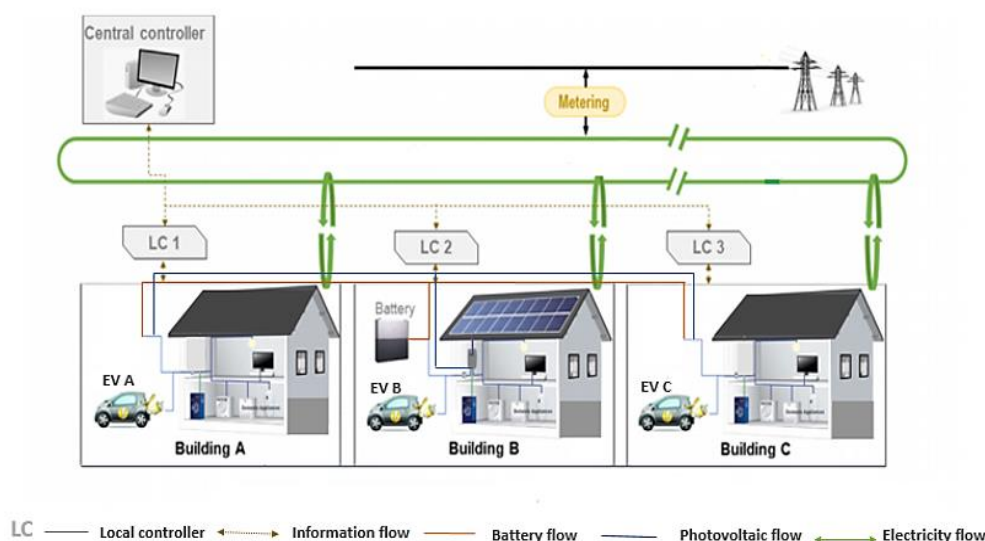 Central controller
Metering
LC 1
LC 2
LC 3
Battery
EV A
EV B
EV C
Building A
Building B
Building C
LC Local controller Information flow Battery flow Photovoltaic flow Electricity flow